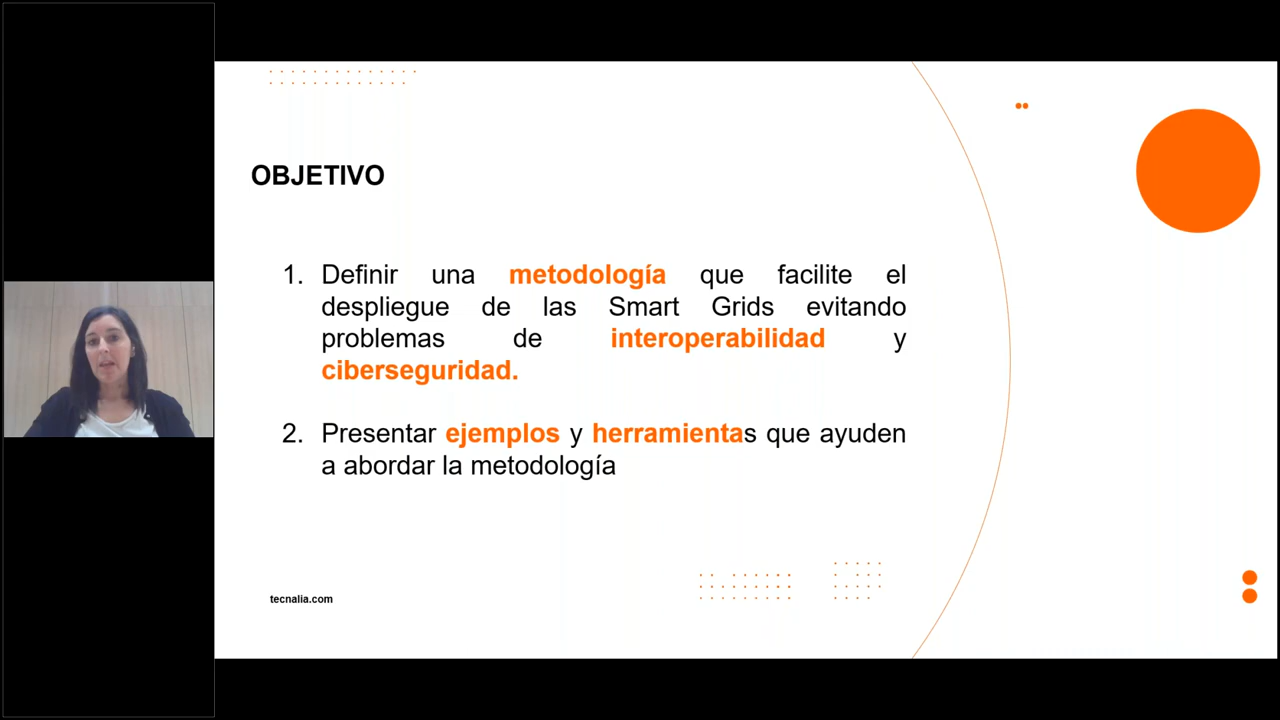 OBJETIVO
1. Definir una metodología que facilite el
despliegue de las Smart Grids evitando
problemas de interoperabilidad y
ciberseguridad.
2. Presentar ejemplos y herramientas que ayuden
a abordar la metodología
tecnalia.com